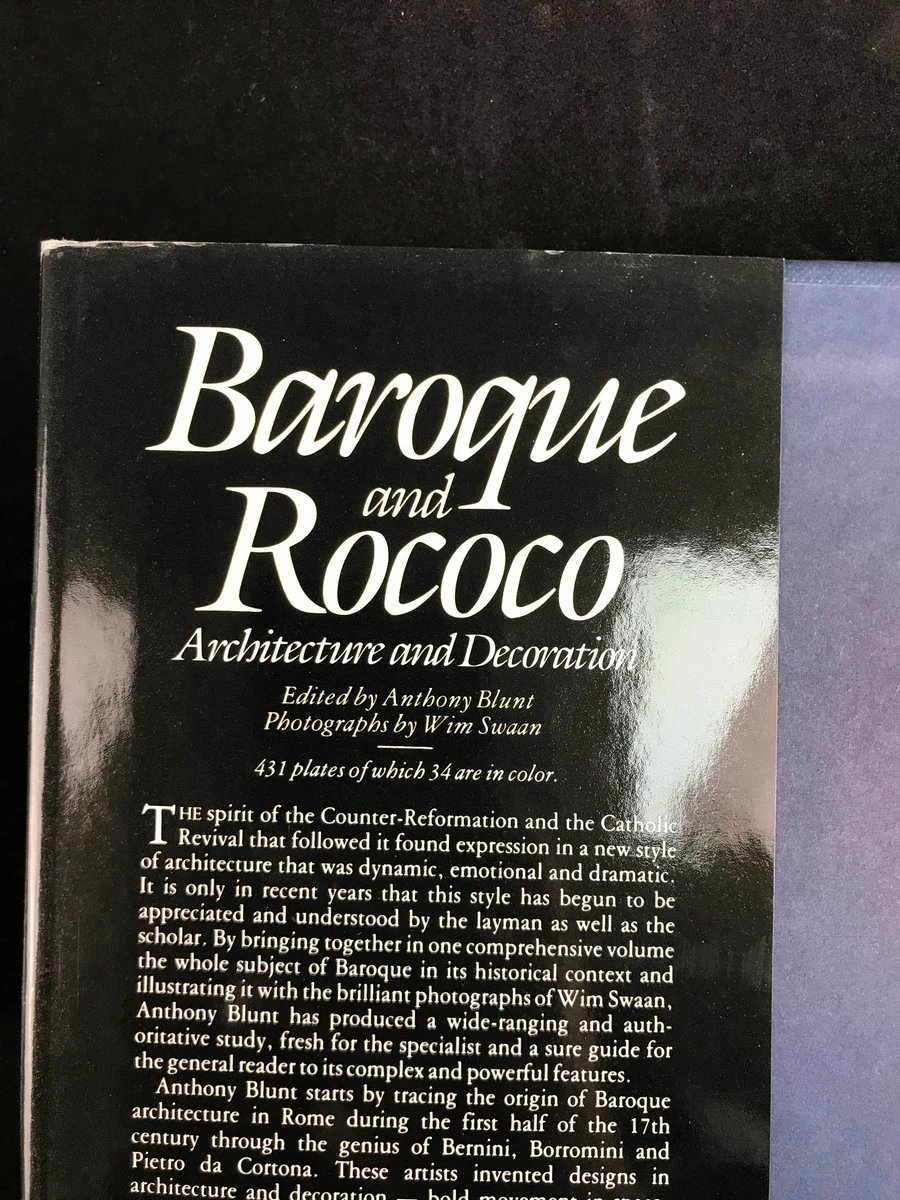 Baroque
and
Rococo
Architecture and Decoration
Edited by Anthony Blunt
Photographs by Wim Swaan
431 plates of which 34 are in color.
THE spirit of the Counter-Reformation and the Catholic
Revival that followed it found expression in a new style
of architecture that was dynamic, emotional and dramatic.
It is only in recent years that this style has begun to be
appreciated and understood by the layman as well as the
scholar. By bringing together in one comprehensive volume
the whole subject of Baroque in its historical context and
illustrating it with the brilliant photographs of Wim Swaan,
Anthony Blunt has produced a wide-ranging and auth-
oritative study, fresh for the specialist and a sure guide for
the general reader to its complex and powerful features.
Anthony Blunt starts by tracing the origin of Baroque
architecture in Rome during the first half of the 17th
century through the genius of Bernini, Borromini and
Pietro da Cortona. These artists invented designs in
architecture and decoration — bold movement in space,